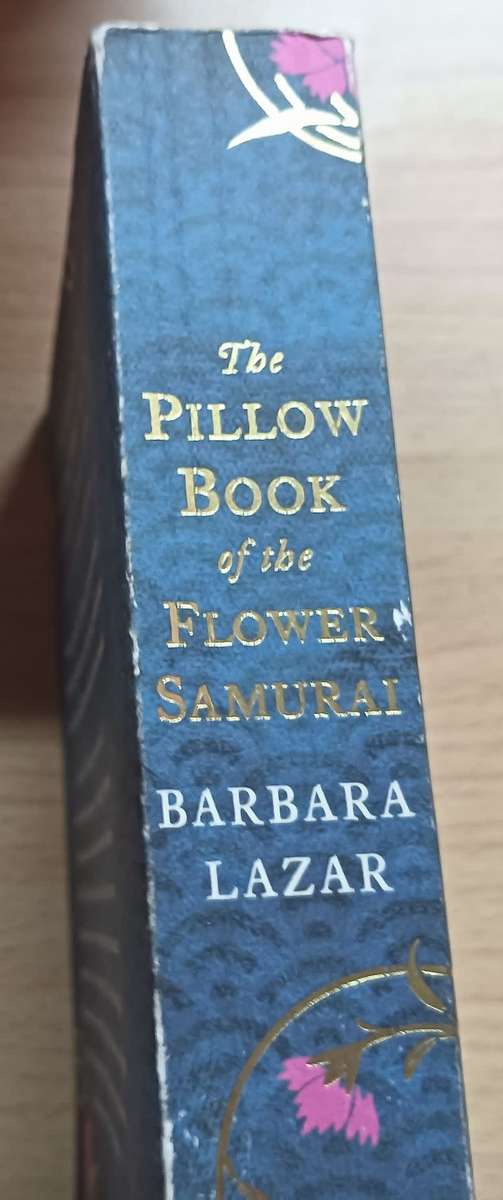 The
PILLOW
BOOK
of the
FLOWER
SAMURAI
BARBARA
LAZAR